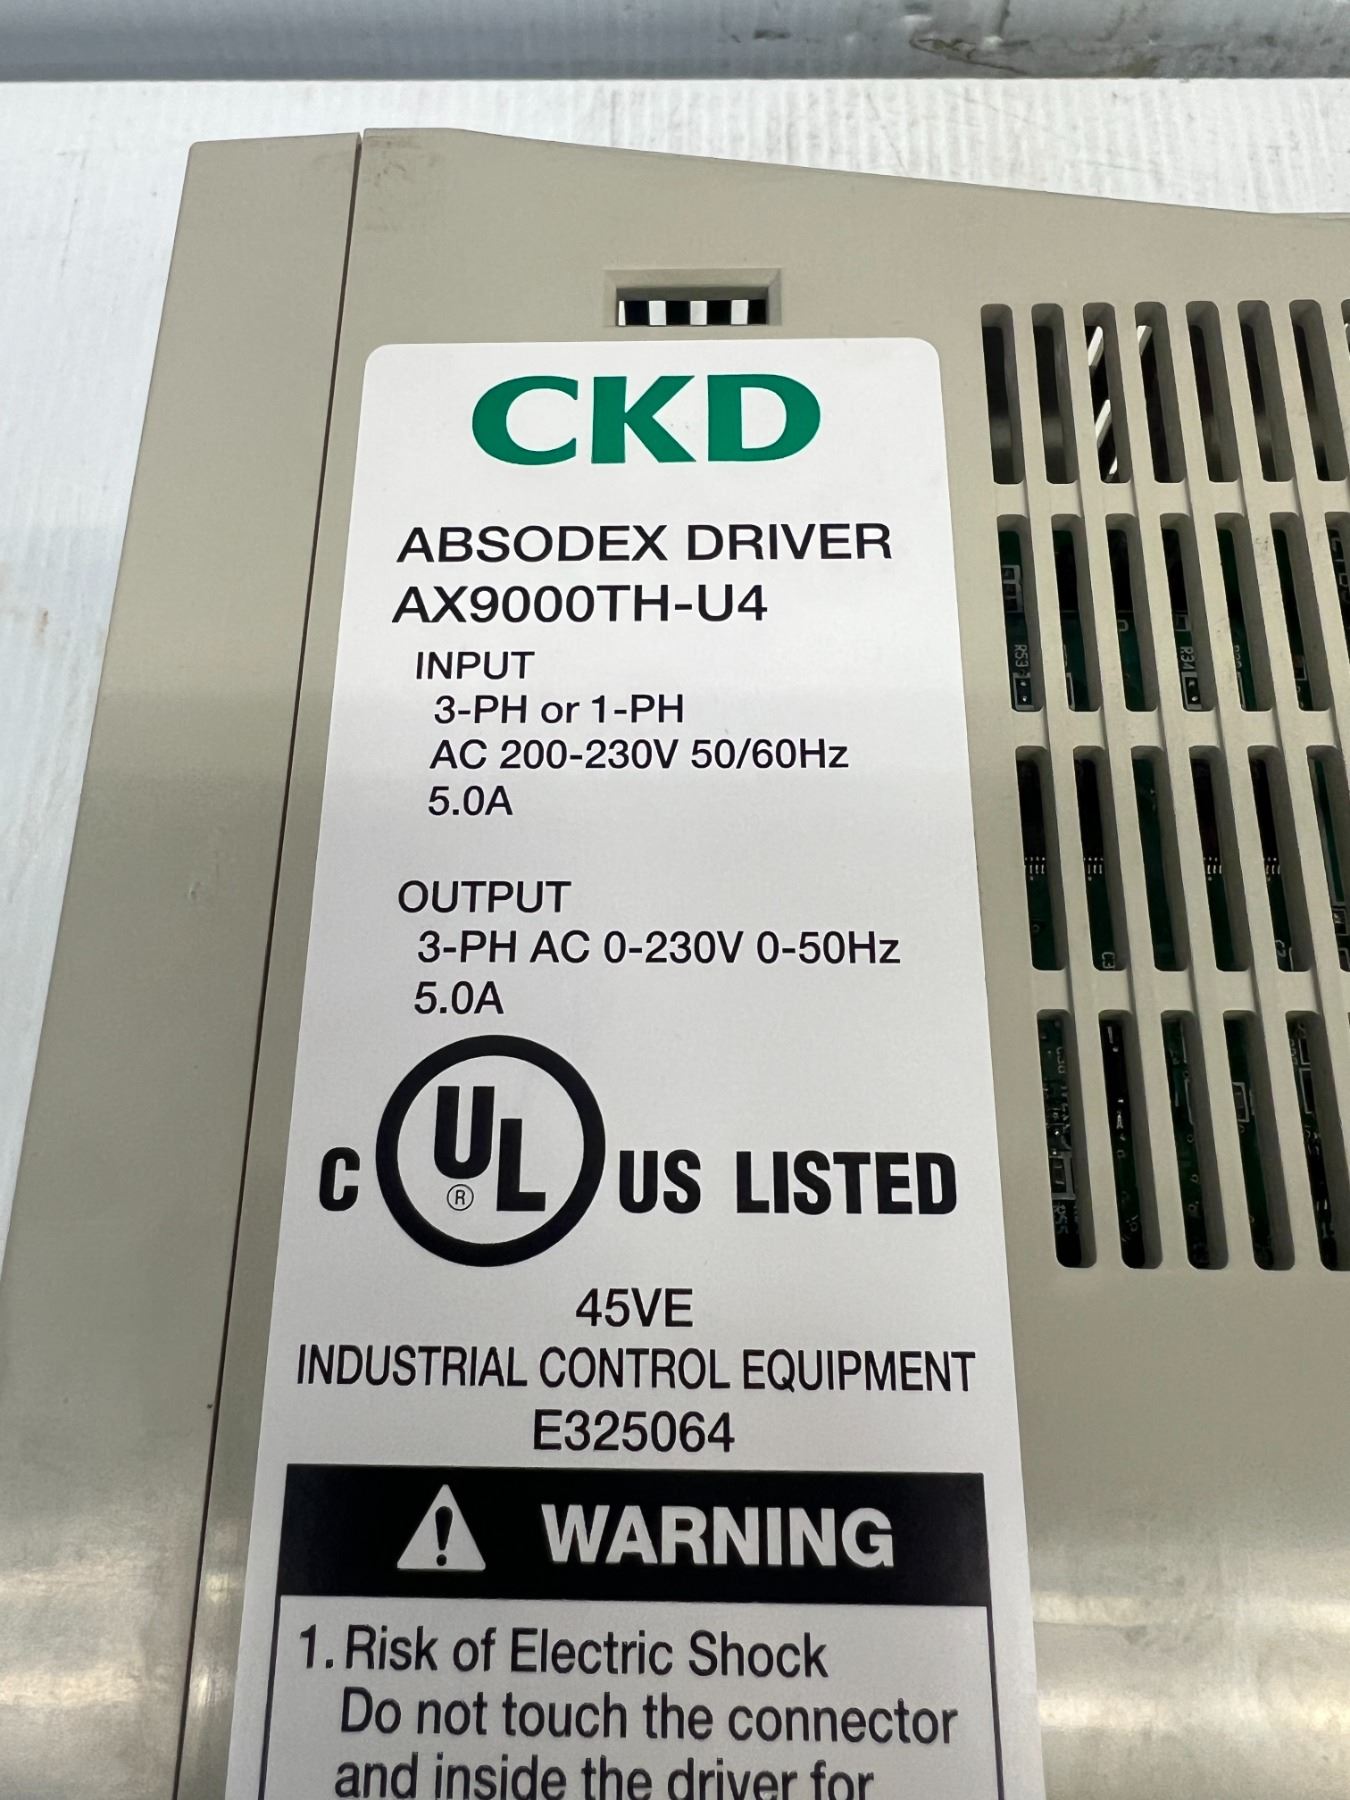 CKD
ABSODEX DRIVER
AX9000TH-U4
INPUT
3-PH or 1-PH
AC 200-230V 50/60Hz
5.0A
OUTPUT
3-PH AC 0-230V 0-50Hz
5.0A
C UL ® US LISTED
45VE
INDUSTRIAL CONTROL EQUIPMENT
E325064
WARNING
1. Risk of Electric Shock
Do not touch the connector
and inside the driver for
R53
R34